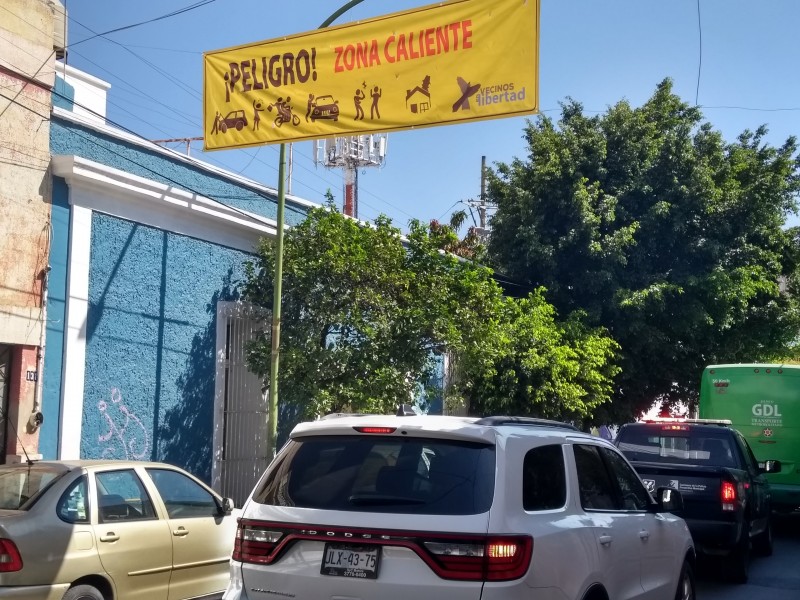 ¡PELIGRO! ZONA CALIENTE
VECINOS
libertad
GDL
DODGE
JLX-43-75